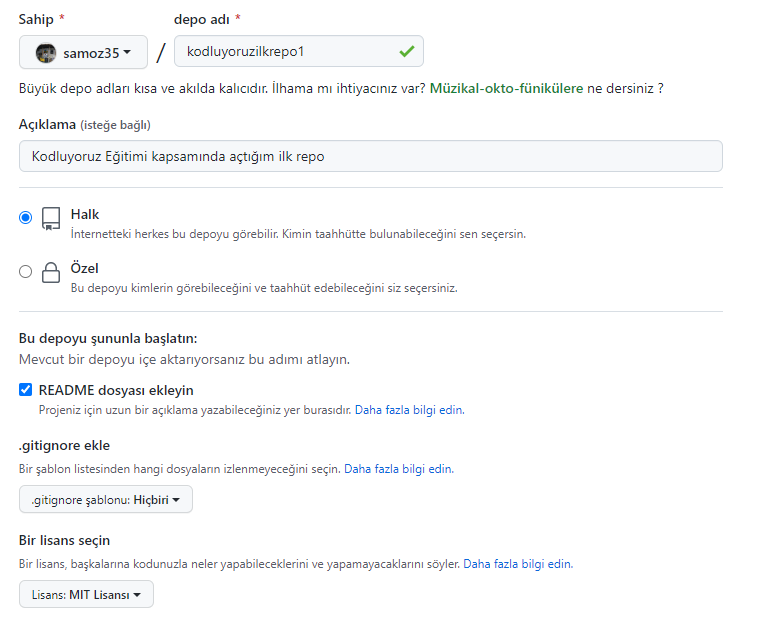 Sahip *
depo adı *
samoz35
/
kodluyoruzilkrepo1
Büyük depo adları kısa ve akılda kalıcıdır. İlhama mı ihtiyacınız var? Müzikal-okto-fünikülere ne dersiniz ?
Açıklama (isteğe bağlı)
Kodluyoruz Eğitimi kapsamında açtığım ilk repo
Halk
İnternetteki herkes bu depoyu görebilir. Kimin taahhütte bulunabileceğini sen seçersin.
Özel
Bu depoyu kimlerin görebileceğini ve taahhüt edebileceğini siz seçersiniz.
Bu depoyu şununla başlatın:
Mevcut bir depoyu içe aktarıyorsanız bu adımı atlayın.
README dosyası ekleyin
Projeniz için uzun bir açıklama yazabileceğiniz yer burasıdır. Daha fazla bilgi edin.
.gitignore ekle
Bir şablon listesinden hangi dosyaların izlenmeyeceğini seçin. Daha fazla bilgi edin.
.gitignore şablonu: Hiçbiri
Bir lisans seçin
Bir lisans, başkalarına kodunuzla neler yapabileceklerini ve yapamayacaklarını söyler. Daha fazla bilgi edin.
Lisans: MIT Lisansı